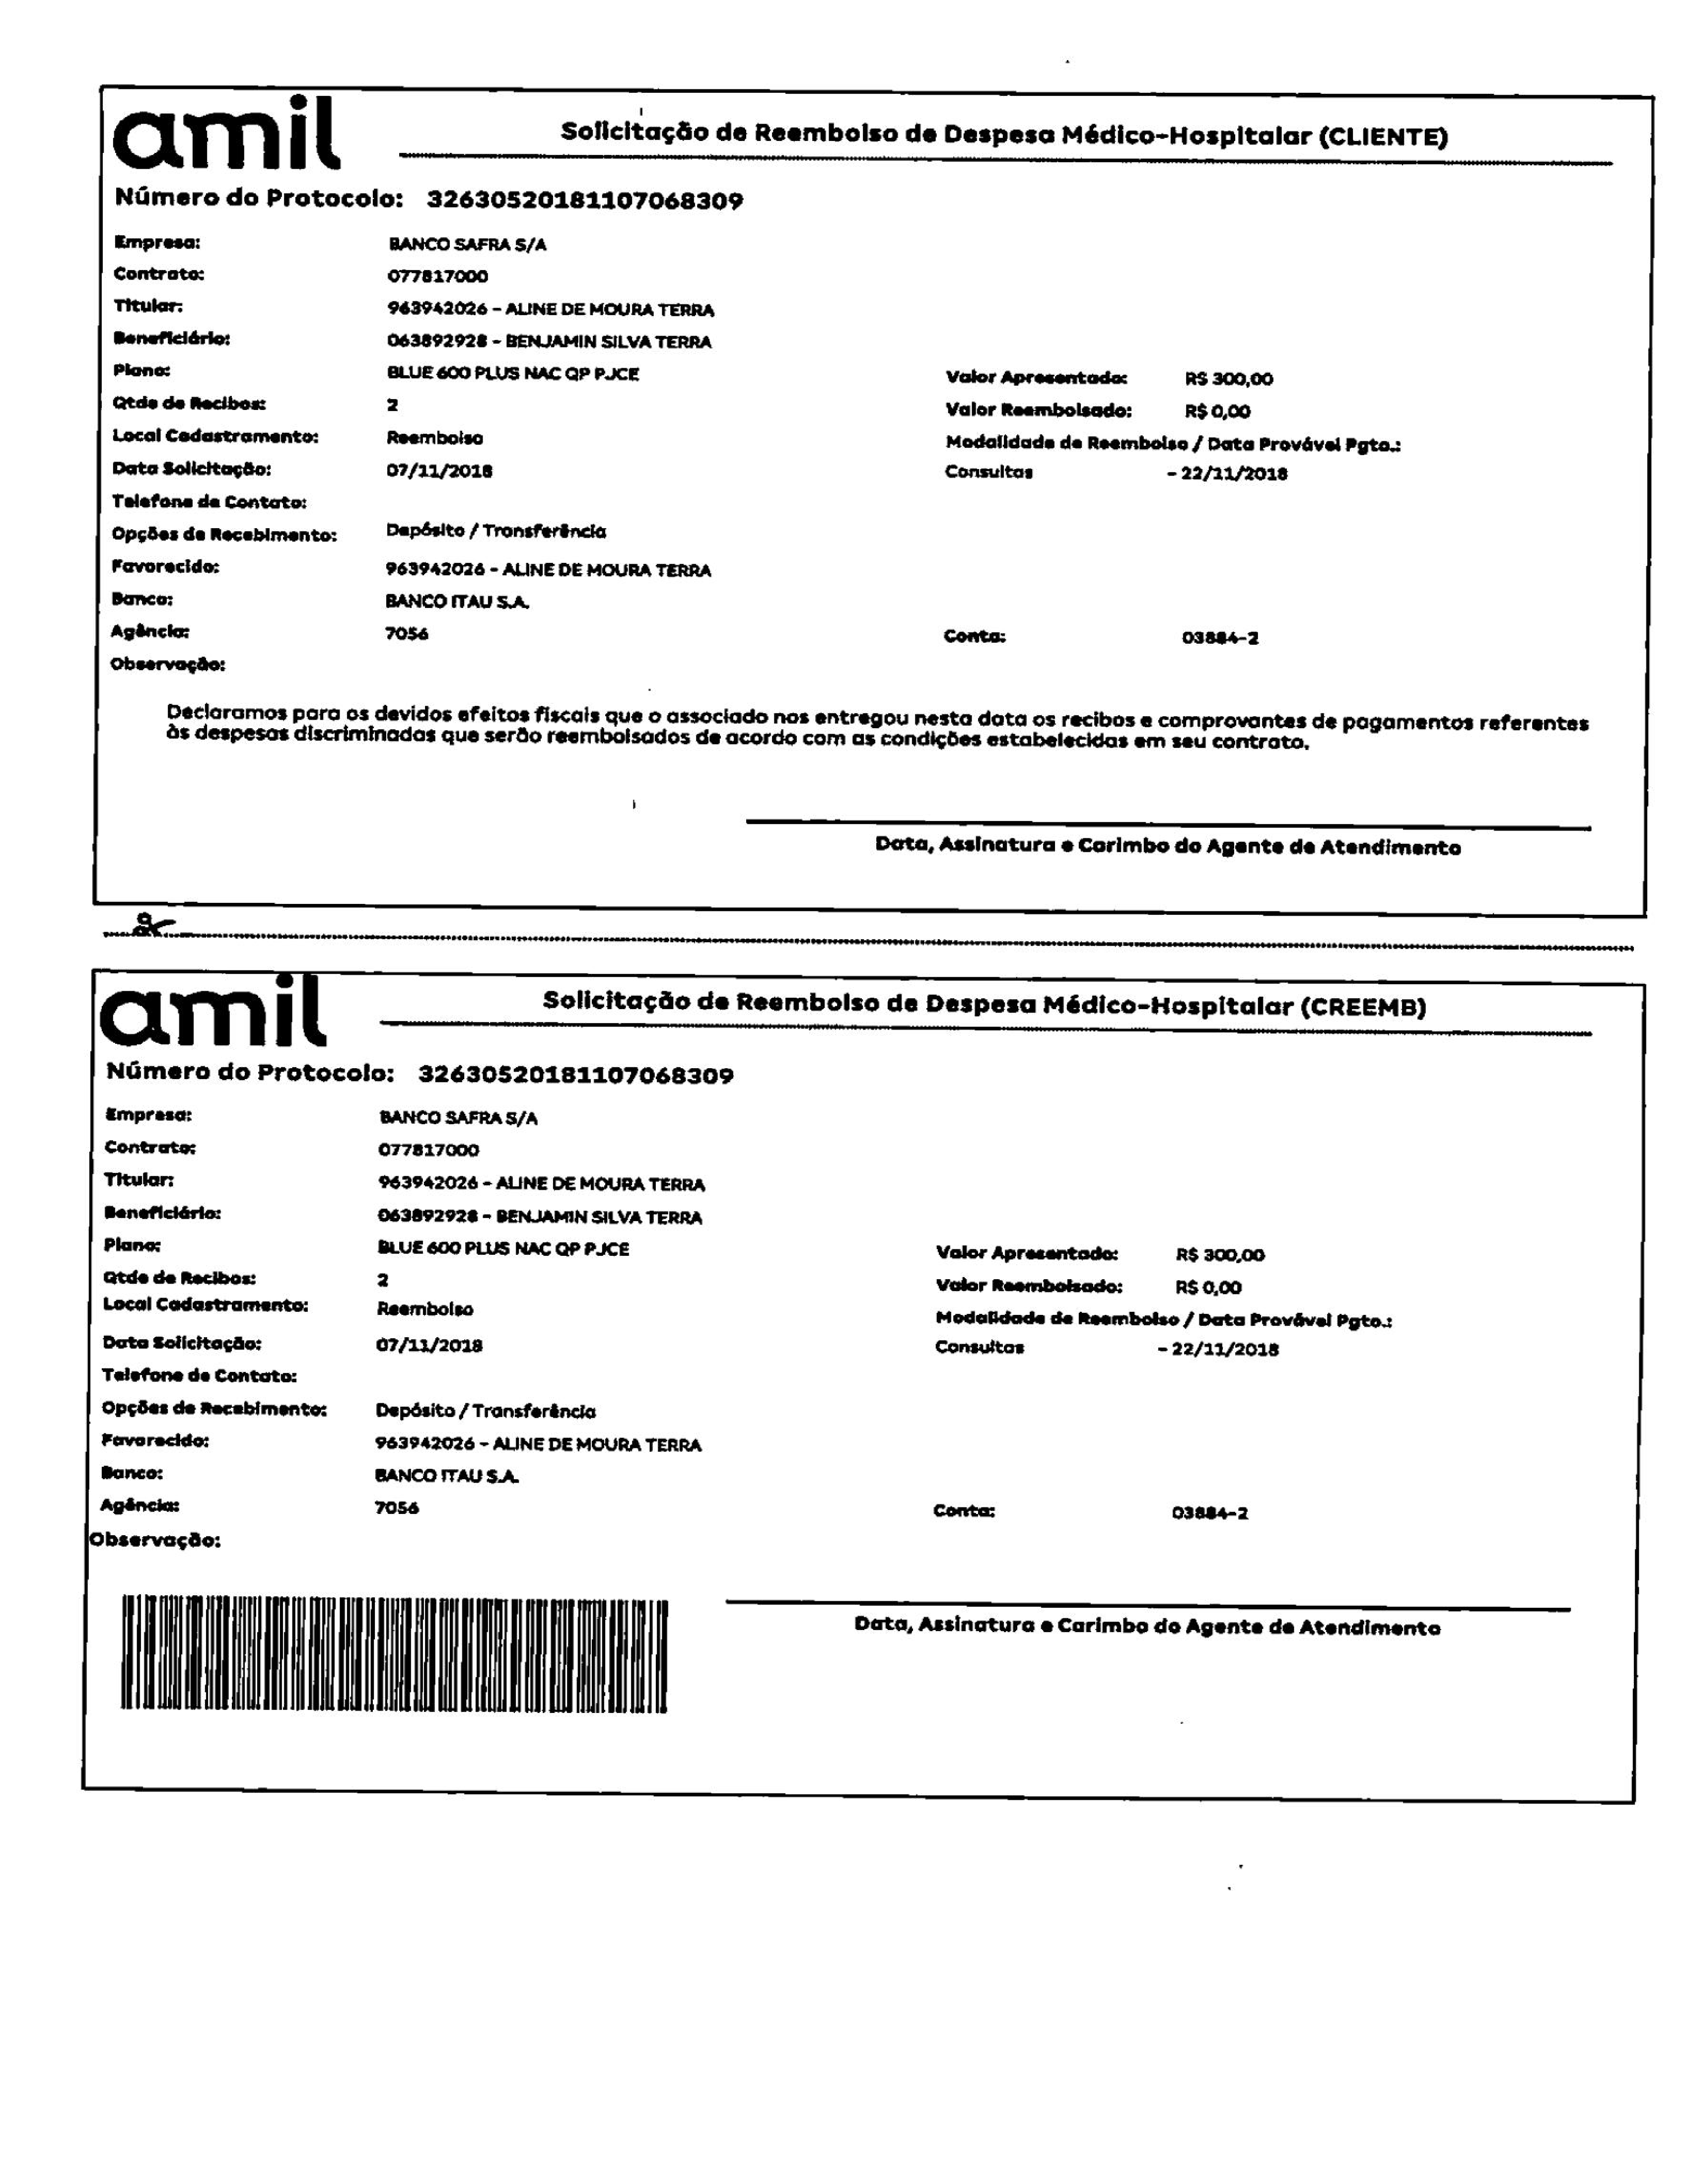 amil
Solicitação de Reembolso de Despesa Médico-Hospitalar (CLIENTE)
Número do Protocolo: 32630520181107068309
Empresa: BANCO SAFRA S/A
Contrato: 077817000
Titular: 963942026 - ALINE DE MOURA TERRA
Beneficiário: 063892928 - BENJAMIN SILVA TERRA
Plano: BLUE 600 PLUS NAC QP PJCE Valor Apresentado: R$ 300,00
Qtde de Recibos: 2 Valor Reembolsado: R$ 0,00
Local Cadastramento: Reembolso Modalidade de Reembolso / Data Provável Pgto.:
Data Solicitação: 07/11/2018 Consultas - 22/11/2018
Telefone de Contato:
Opções de Recebimento: Depósito / Transferência
Favorecido: 963942026 - ALINE DE MOURA TERRA
Banco: BANCO ITAU S.A.
Agência: 7056 Conta: 03884-2
Observação:
Declaramos para os devidos efeitos fiscais que o associado nos entregou nesta data os recibos e comprovantes de pagamentos referentes
às despesas discriminadas que serão reembolsados de acordo com as condições estabelecidas em seu contrato.
Data, Assinatura e Carimbo do Agente de Atendimento
amil
Solicitação de Reembolso de Despesa Médico-Hospitalar (CREEMB)
Número do Protocolo: 32630520181107068309
Empresa: BANCO SAFRA S/A
Contrato: 077817000
Titular: 963942026 - ALINE DE MOURA TERRA
Beneficiário: 063892928 - BENJAMIN SILVA TERRA
Plano: BLUE 600 PLUS NAC QP PJCE Valor Apresentado: R$ 300,00
Qtde de Recibos: 2 Valor Reembolsado: R$ 0,00
Local Cadastramento: Reembolso Modalidade de Reembolso / Data Provável Pgto.:
Data Solicitação: 07/11/2018 Consultas - 22/11/2018
Telefone de Contato:
Opções de Recebimento: Depósito / Transferência
Favorecido: 963942026 - ALINE DE MOURA TERRA
Banco: BANCO ITAU S.A.
Agência: 7056 Conta: 03884-2
Observação:
Data, Assinatura e Carimbo do Agente de Atendimento